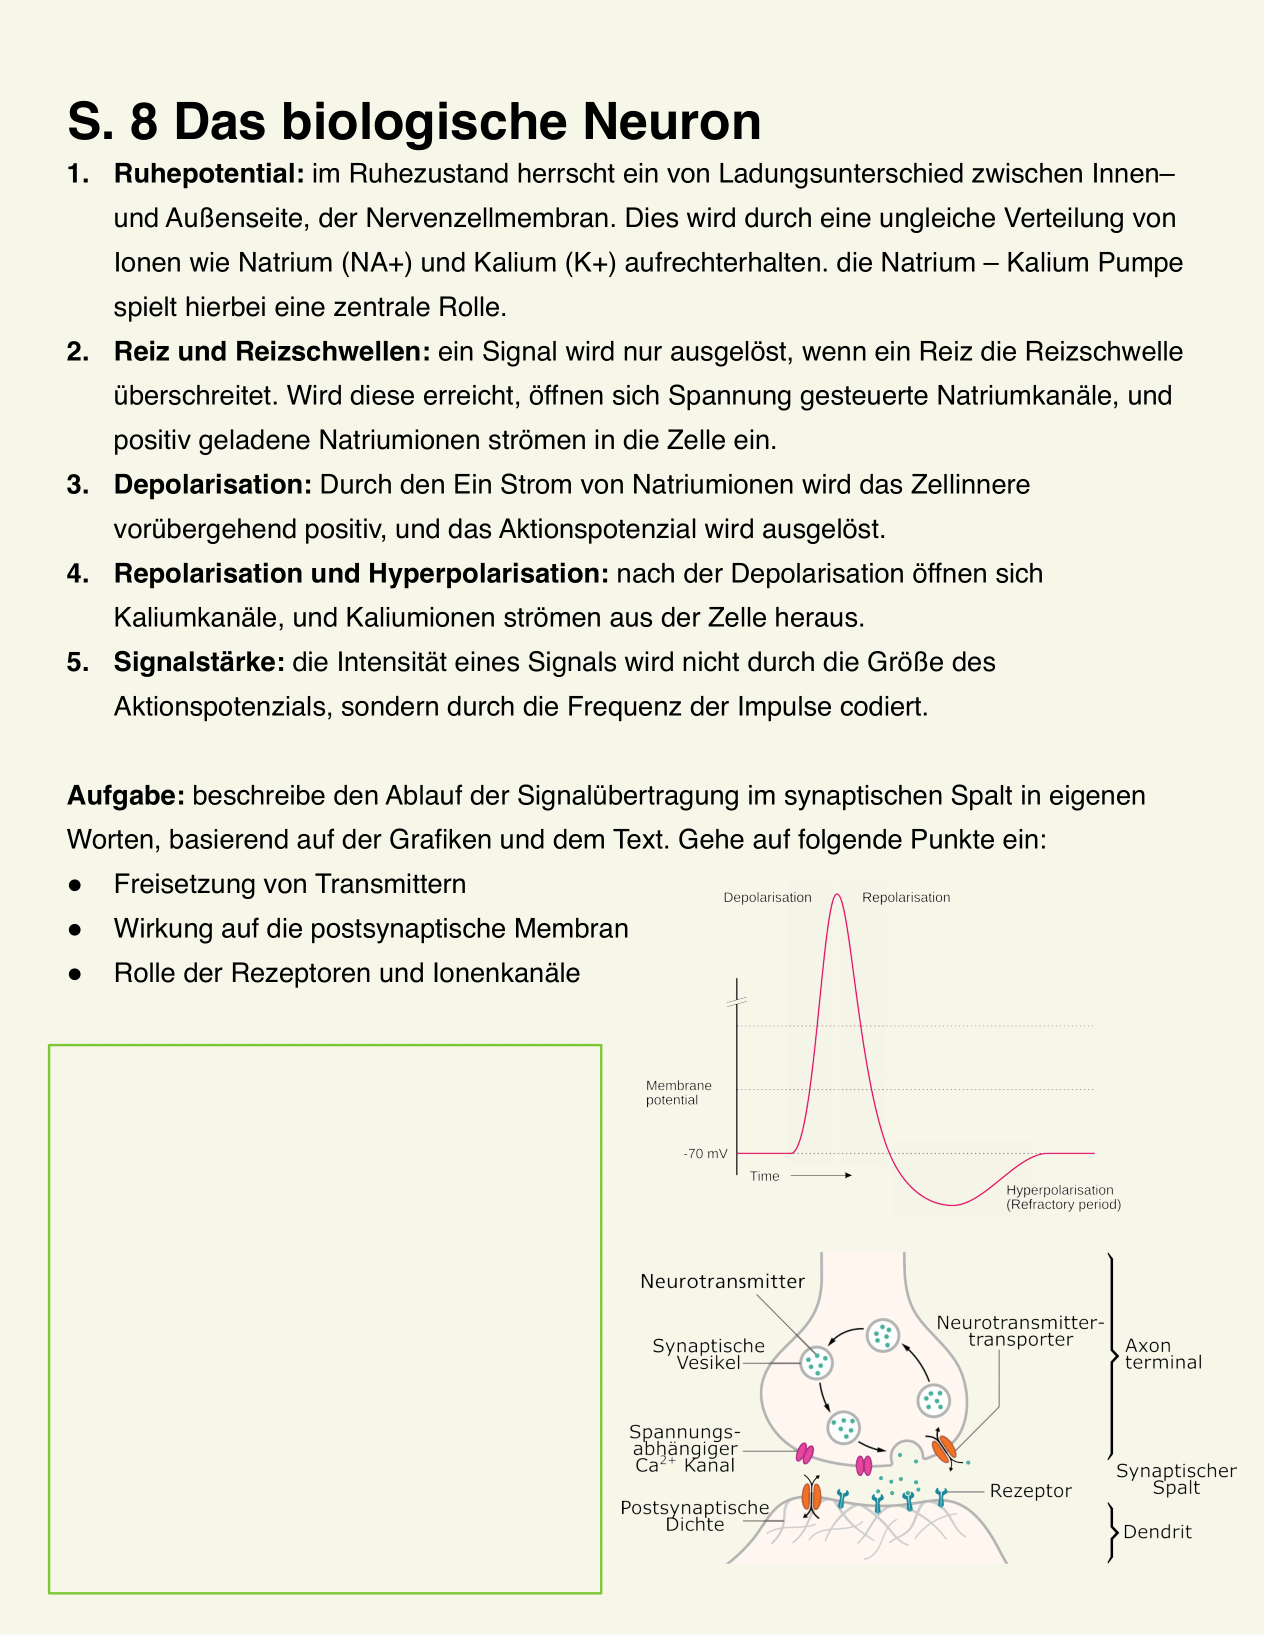 S. 8 Das biologische Neuron
1. Ruhepotential: im Ruhezustand herrscht ein von Ladungsunterschied zwischen Innen–
und Außenseite, der Nervenzellmembran. Dies wird durch eine ungleiche Verteilung von
Ionen wie Natrium (NA+) und Kalium (K+) aufrechterhalten. die Natrium – Kalium Pumpe
spielt hierbei eine zentrale Rolle.
2. Reiz und Reizschwellen: ein Signal wird nur ausgelöst, wenn ein Reiz die Reizschwelle
überschreitet. Wird diese erreicht, öffnen sich Spannung gesteuerte Natriumkanäle, und
positiv geladene Natriumionen strömen in die Zelle ein.
3. Depolarisation: Durch den Ein Strom von Natriumionen wird das Zellinnere
vorübergehend positiv, und das Aktionspotenzial wird ausgelöst.
4. Repolarisation und Hyperpolarisation: nach der Depolarisation öffnen sich
Kaliumkanäle, und Kaliumionen strömen aus der Zelle heraus.
5. Signalstärke: die Intensität eines Signals wird nicht durch die Größe des
Aktionspotenzials, sondern durch die Frequenz der Impulse codiert.
Aufgabe: beschreibe den Ablauf der Signalübertragung im synaptischen Spalt in eigenen
Worten, basierend auf der Grafiken und dem Text. Gehe auf folgende Punkte ein:
● Freisetzung von Transmittern
● Wirkung auf die postsynaptische Membran
● Rolle der Rezeptoren und Ionenkanäle
Depolarisation
Repolarisation
Membrane
potential
-70 mV
Time
Hyperpolarisation
(Refractory period)
Neurotransmitter
Synaptische
Vesikel
Neurotransmitter-
transporter
Axon
terminal
Spannungs-
abhängiger
Ca2+ Kanal
Synaptischer
Spalt
Rezeptor
Postsynaptische
Dichte
Dendrit